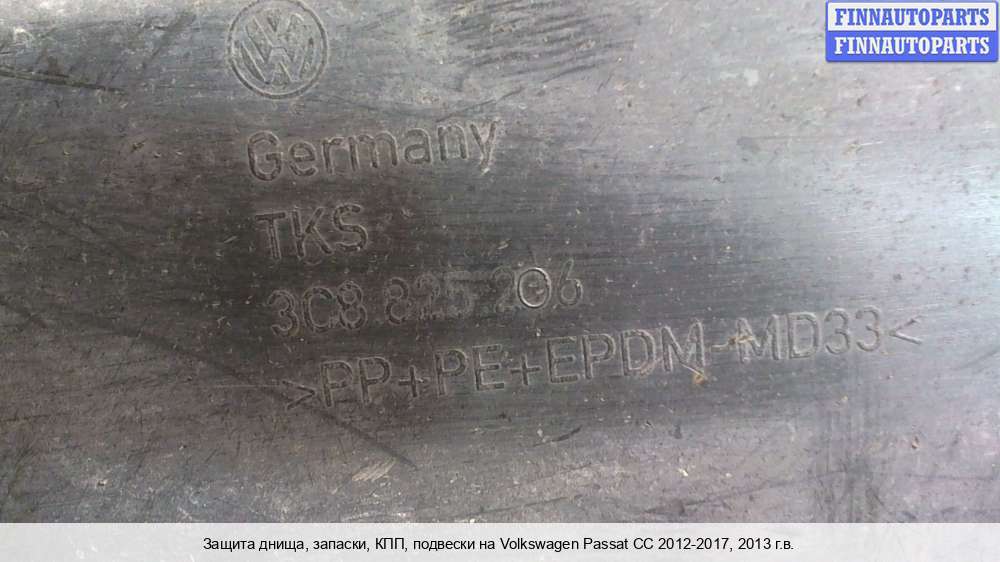 FINNAUTOPARTS
FINNAUTOPARTS
VW
Germany
TKS
3C8 825 206
>PP+PE+EPDM-MD33<
Защита днища, запаски, КПП, подвески на Volkswagen Passat CC 2012-2017, 2013 г.в.